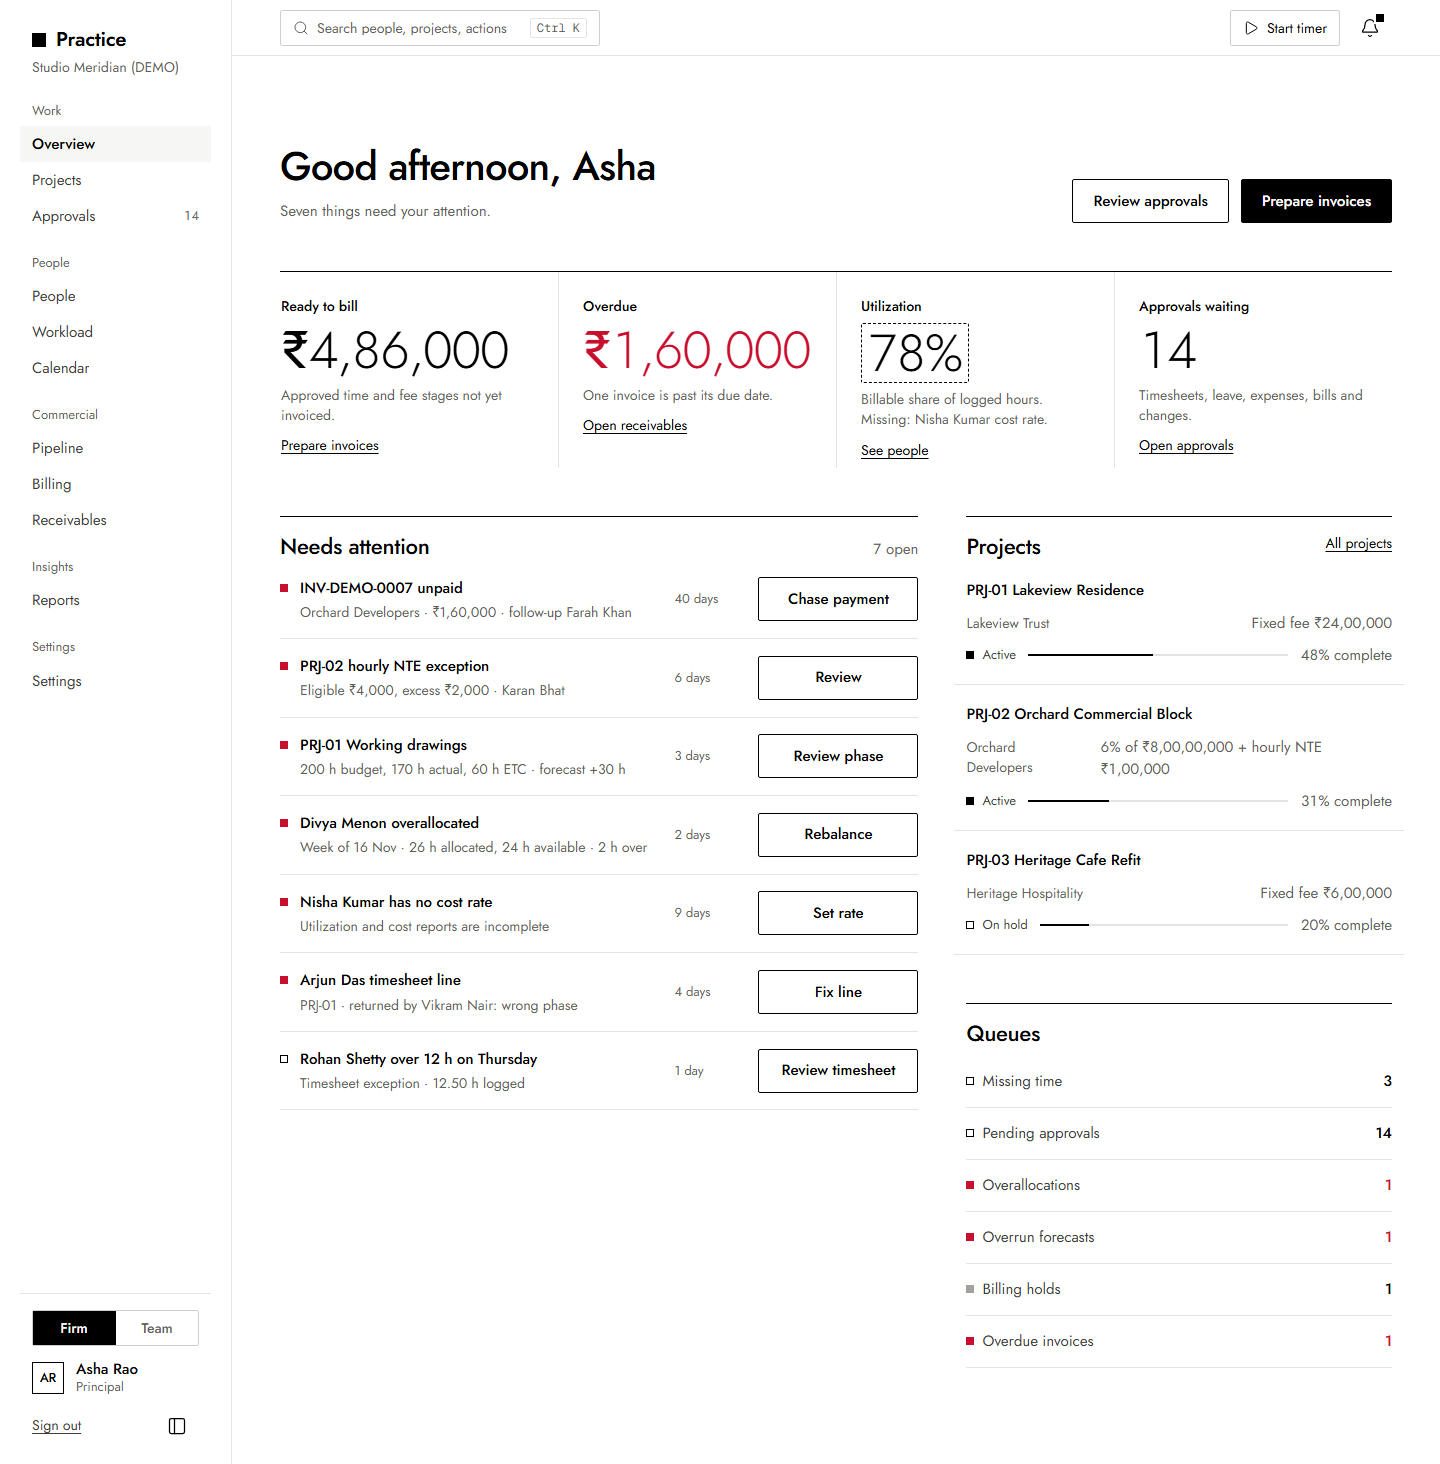 Practice
Studio Meridian (DEMO)
Work
Overview
Projects
Approvals 14
People
People
Workload
Calendar
Commercial
Pipeline
Billing
Receivables
Insights
Reports
Settings
Settings
Firm Team
AR
Asha Rao
Principal
Sign out
Search people, projects, actions Ctrl K
Start timer
Good afternoon, Asha
Seven things need your attention.
Review approvals
Prepare invoices
Ready to bill
₹4,86,000
Approved time and fee stages not yet
invoiced.
Prepare invoices
Overdue
₹1,60,000
One invoice is past its due date.
Open receivables
Utilization
78%
Billable share of logged hours.
Missing: Nisha Kumar cost rate.
See people
Approvals waiting
14
Timesheets, leave, expenses, bills and
changes.
Open approvals
Needs attention 7 open
INV-DEMO-0007 unpaid
Orchard Developers · ₹1,60,000 · follow-up Farah Khan
40 days
Chase payment
PRJ-02 hourly NTE exception
Eligible ₹4,000, excess ₹2,000 · Karan Bhat
6 days
Review
PRJ-01 Working drawings
200 h budget, 170 h actual, 60 h ETC · forecast +30 h
3 days
Review phase
Divya Menon overallocated
Week of 16 Nov · 26 h allocated, 24 h available · 2 h over
2 days
Rebalance
Nisha Kumar has no cost rate
Utilization and cost reports are incomplete
9 days
Set rate
Arjun Das timesheet line
PRJ-01 · returned by Vikram Nair: wrong phase
4 days
Fix line
Rohan Shetty over 12 h on Thursday
Timesheet exception · 12.50 h logged
1 day
Review timesheet
Projects All projects
PRJ-01 Lakeview Residence
Lakeview Trust Fixed fee ₹24,00,000
Active 48% complete
PRJ-02 Orchard Commercial Block
Orchard
Developers
6% of ₹8,00,00,000 + hourly NTE
₹1,00,000
Active 31% complete
PRJ-03 Heritage Cafe Refit
Heritage Hospitality Fixed fee ₹6,00,000
On hold 20% complete
Queues
Missing time 3
Pending approvals 14
Overallocations 1
Overrun forecasts 1
Billing holds 1
Overdue invoices 1